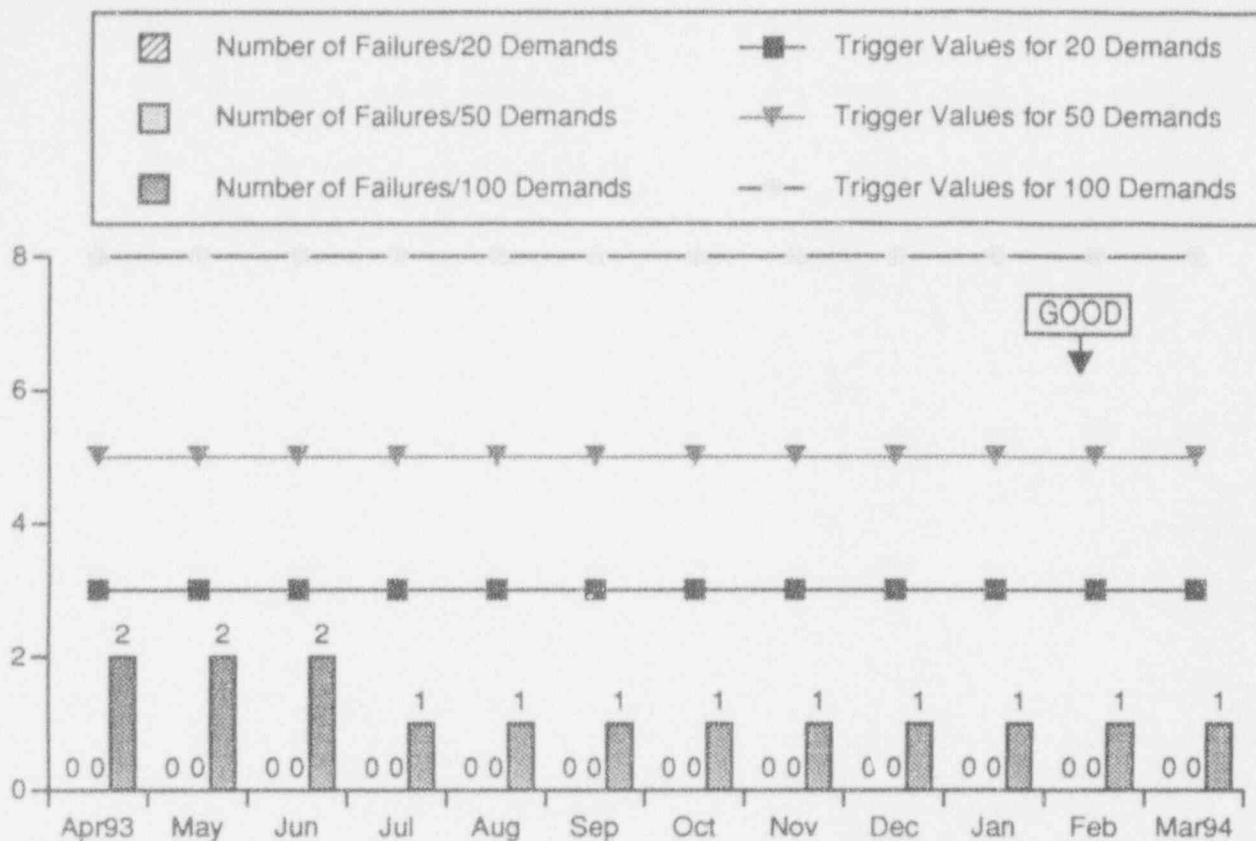 Number of Failures/20 Demands Trigger Values for 20 Demands
Number of Failures/50 Demands Trigger Values for 50 Demands
Number of Failures/100 Demands Trigger Values for 100 Demands
8
GOOD
6
4
2 2 2
2
1 1 1 1 1 1 1 1 1
0 0 0 0 0 0 0 0 0 0 0 0 0 0 0 0 0 0 0 0 0 0 0 0
0
Apr93 May Jun Jul Aug Sep Oct Nov Dec Jan Feb Mar94